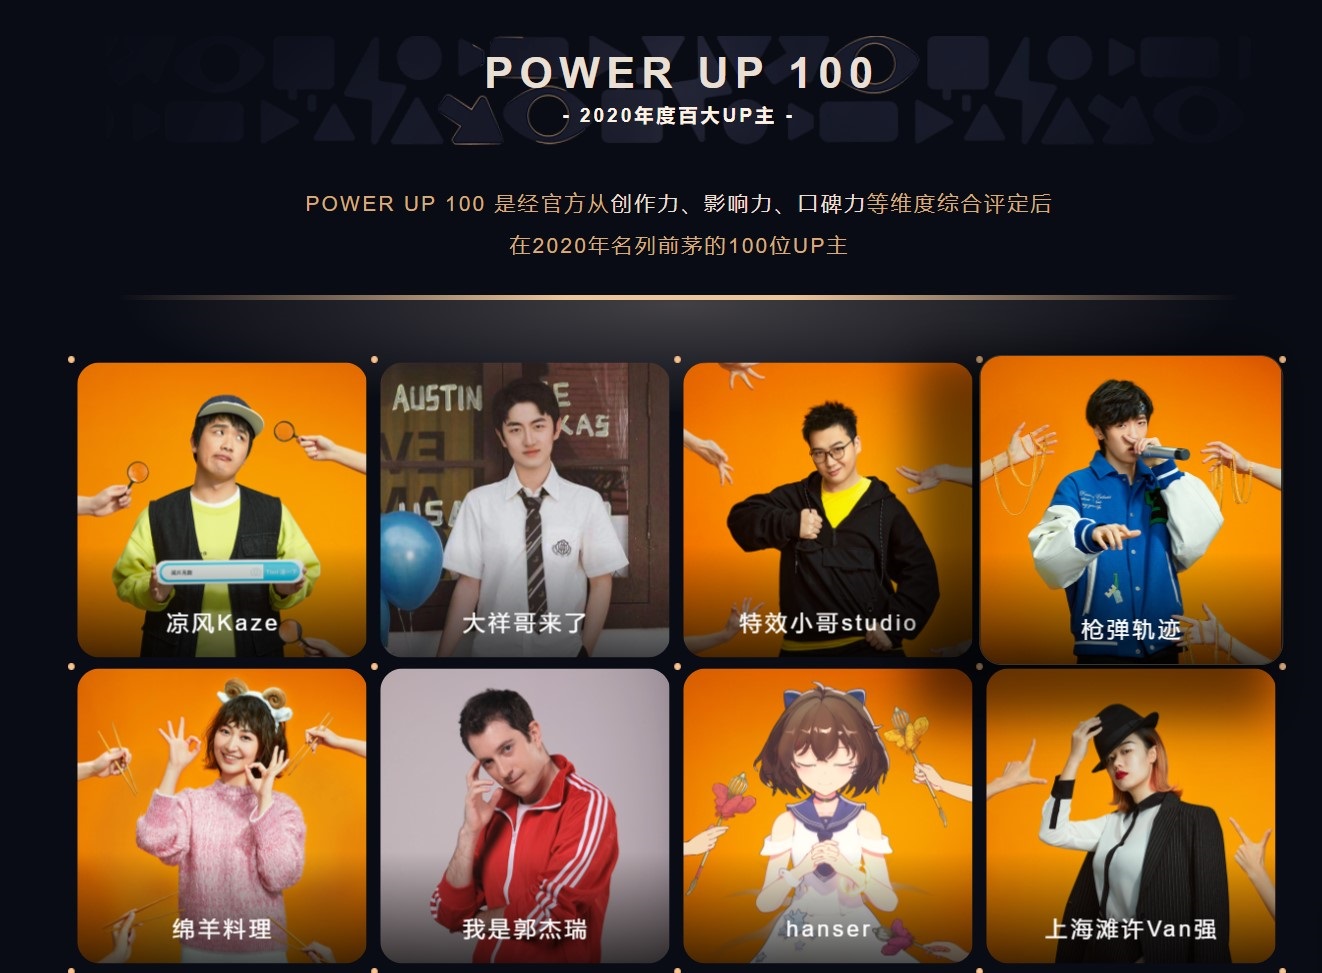 POWER UP 100
- 2020年度百大UP主 -
POWER UP 100 是经官方从创作力、影响力、口碑力等维度综合评定后
在2020年名列前茅的100位UP主
AUSTIN
KAS
USA
凉风Kaze
大祥哥来了
特效小哥studio
枪弹轨迹
绵羊料理
我是郭杰瑞
hanser
上海滩许Van强